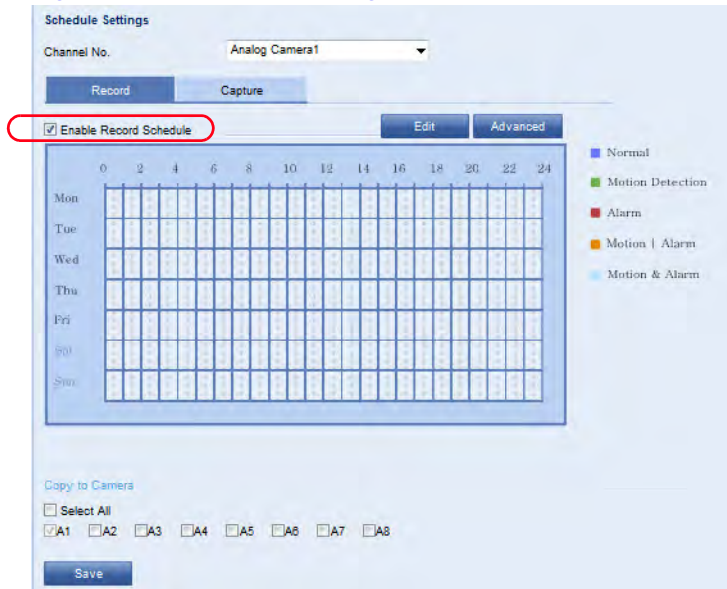 Schedule Settings
Channel No. Analog Camera1
Record Capture
Enable Record Schedule Edit Advanced
0 2 4 6 8 10 12 14 16 18 20 22 24
Mon
Tue
Wed
Thu
Fri
Sat
Sun
Normal
Motion Detection
Alarm
Motion | Alarm
Motion & Alarm
Copy to Camera
Select All
A1 A2 A3 A4 A5 A6 A7 A8
Save